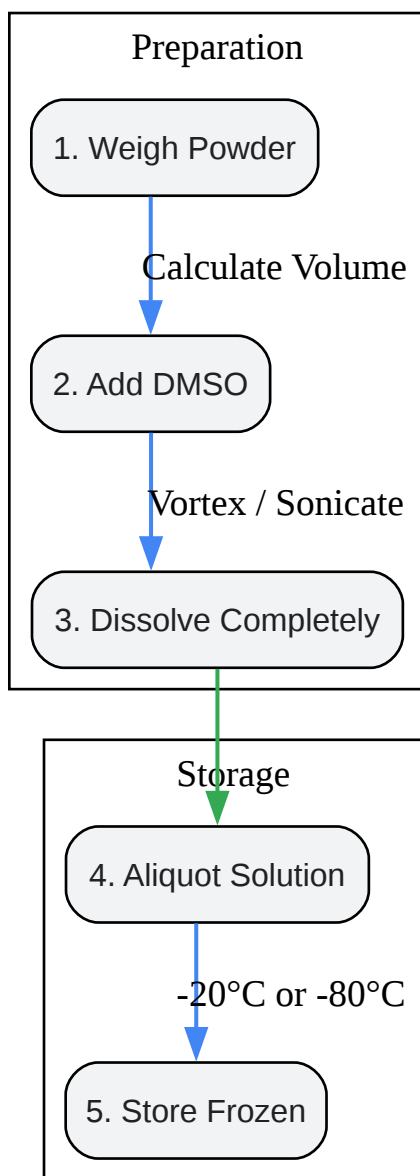 Preparation
1. Weigh Powder
Calculate Volume
2. Add DMSO
Vortex / Sonicate
3. Dissolve Completely
Storage
4. Aliquot Solution
-20°C or -80°C
5. Store Frozen